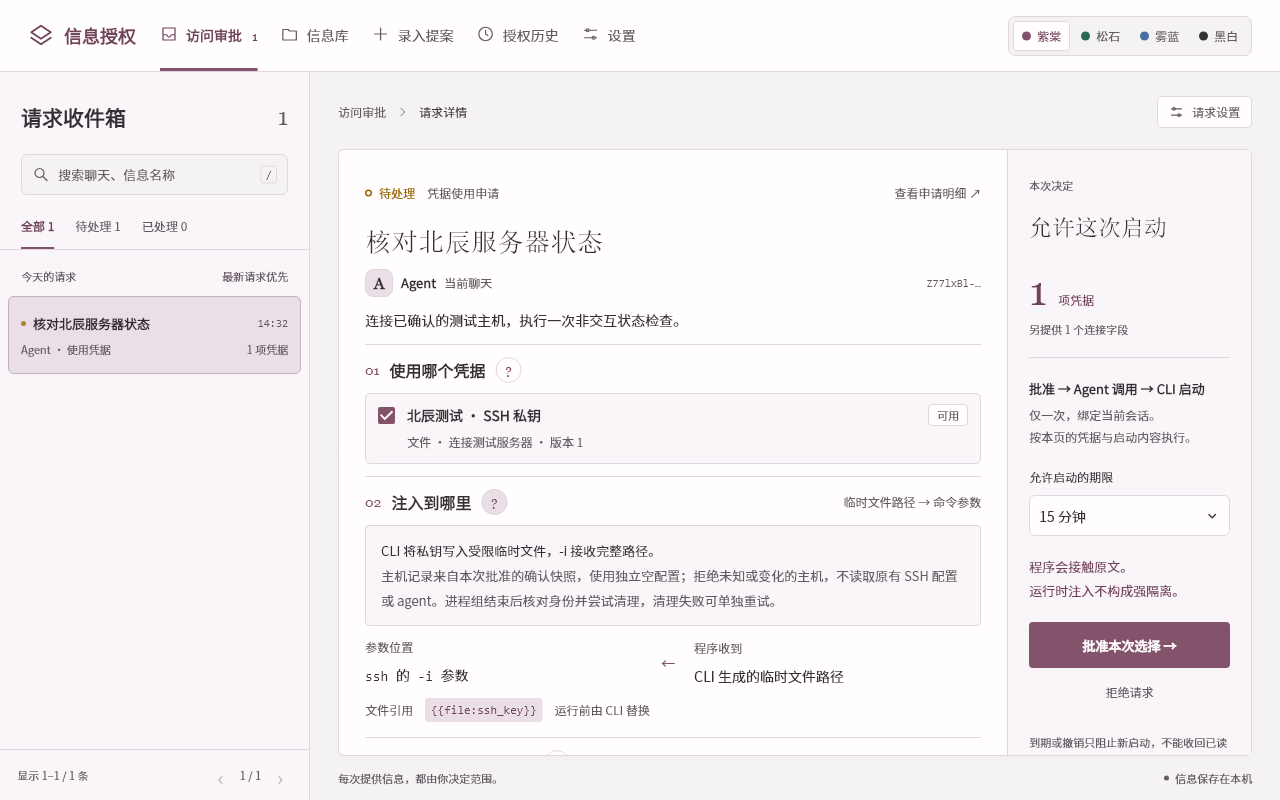 信息授权
访问审批 1
信息库
录入提案
授权历史
设置
紫棠
松石
雾蓝
黑白
请求收件箱 1
搜索聊天、信息名称 /
全部 1 待处理 1 已处理 0
今天的请求 最新请求优先
核对北辰服务器状态 14:32
Agent · 使用凭据 1 项凭据
显示 1–1 / 1 条 ‹ 1 / 1 ›
访问审批 > 请求详情
请求设置
待处理 凭据使用申请 查看申请明细 ↗
核对北辰服务器状态
A Agent 当前聊天 Z77lxBl-…
连接已确认的测试主机，执行一次非交互状态检查。
01 使用哪个凭据 ?
北辰测试 · SSH 私钥 可用
文件 · 连接测试服务器 · 版本 1
02 注入到哪里 ? 临时文件路径 → 命令参数
CLI 将私钥写入受限临时文件，-i 接收完整路径。
主机记录来自本次批准的确认快照，使用独立空配置；拒绝未知或变化的主机，不读取原有 SSH 配置
或 agent。进程组结束后核对身份并尝试清理，清理失败可单独重试。
参数位置 程序收到
ssh 的 -i 参数 ← CLI 生成的临时文件路径
文件引用 {{file:ssh_key}} 运行前由 CLI 替换
本次决定
允许这次启动
1 项凭据
另提供 1 个连接字段
批准 → Agent 调用 → CLI 启动
仅一次，绑定当前会话。
按本页的凭据与启动内容执行。
允许启动的期限
15 分钟
程序会接触原文。
运行时注入不构成强隔离。
批准本次选择 →
拒绝请求
到期或撤销只阻止新启动，不能收回已读
每次提供信息，都由你决定范围。
信息保存在本机